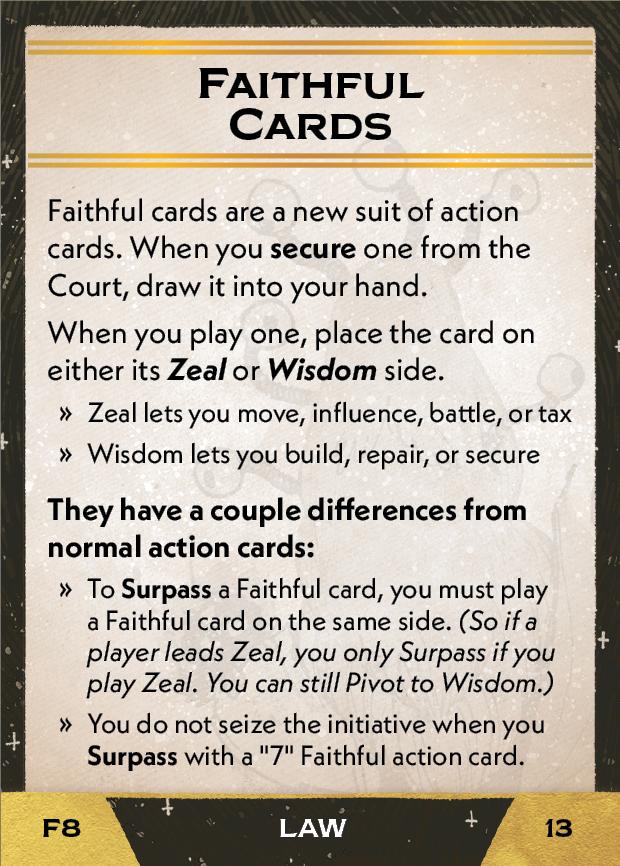 FAITHFUL
CARDS
Faithful cards are a new suit of action
cards. When you secure one from the
Court, draw it into your hand.
When you play one, place the card on
either its Zeal or Wisdom side.
» Zeal lets you move, influence, battle, or tax
» Wisdom lets you build, repair, or secure
They have a couple differences from
normal action cards:
» To Surpass a Faithful card, you must play
a Faithful card on the same side. (So if a
player leads Zeal, you only Surpass if you
play Zeal. You can still Pivot to Wisdom.)
» You do not seize the initiative when you
Surpass with a "7" Faithful action card.
F8 LAW 13